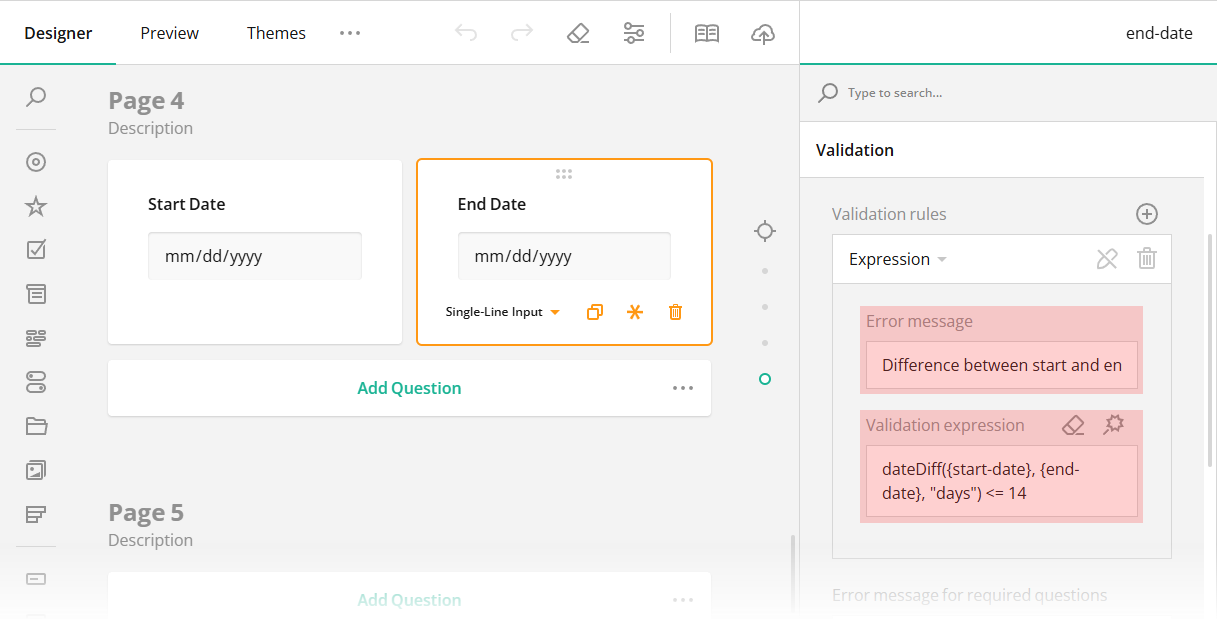 Designer
Preview
Themes
end-date
Type to search...
Page 4
Description
Validation
Start Date
mm/dd/yyyy
End Date
mm/dd/yyyy
Single-Line Input
Add Question
Validation rules
Expression
Error message
Difference between start and en
Validation expression
dateDiff({start-date}, {end-
date}, "days") <= 14
Page 5
Description
Add Question
Error message for required questions